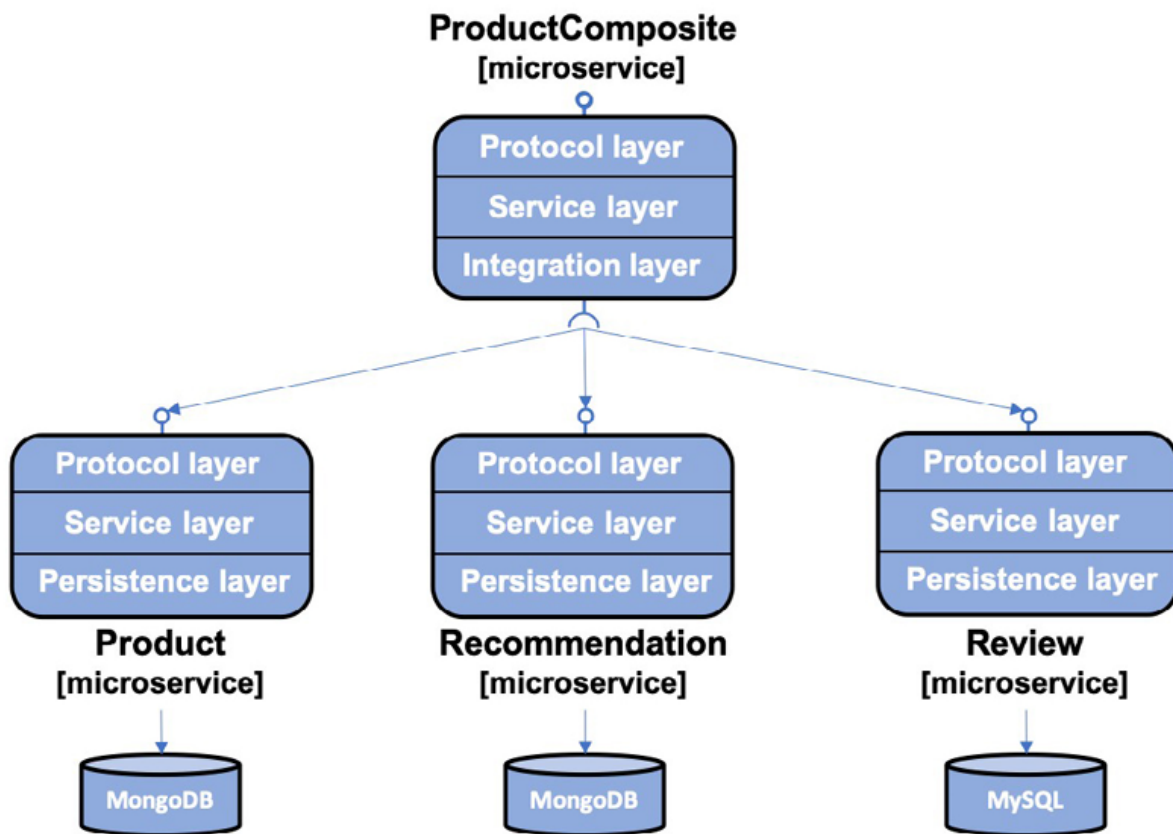 ProductComposite
[microservice]
Protocol layer
Service layer
Integration layer
Protocol layer
Service layer
Persistence layer
Product
[microservice]
MongoDB
Protocol layer
Service layer
Persistence layer
Recommendation
[microservice]
MongoDB
Protocol layer
Service layer
Persistence layer
Review
[microservice]
MySQL